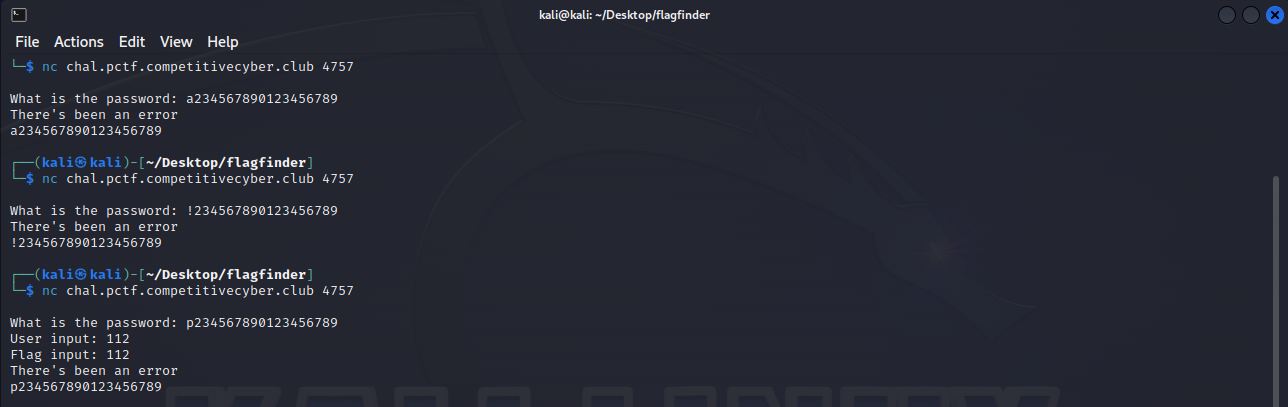 kali@kali: ~/Desktop/flagfinder
File Actions Edit View Help
└─$ nc chal.pctf.competitivecyber.club 4757
What is the password: a234567890123456789
There's been an error
a234567890123456789
┌──(kali㉿kali)-[~/Desktop/flagfinder]
└─$ nc chal.pctf.competitivecyber.club 4757
What is the password: !234567890123456789
There's been an error
!234567890123456789
┌──(kali㉿kali)-[~/Desktop/flagfinder]
└─$ nc chal.pctf.competitivecyber.club 4757
What is the password: p234567890123456789
User input: 112
Flag input: 112
There's been an error
p234567890123456789